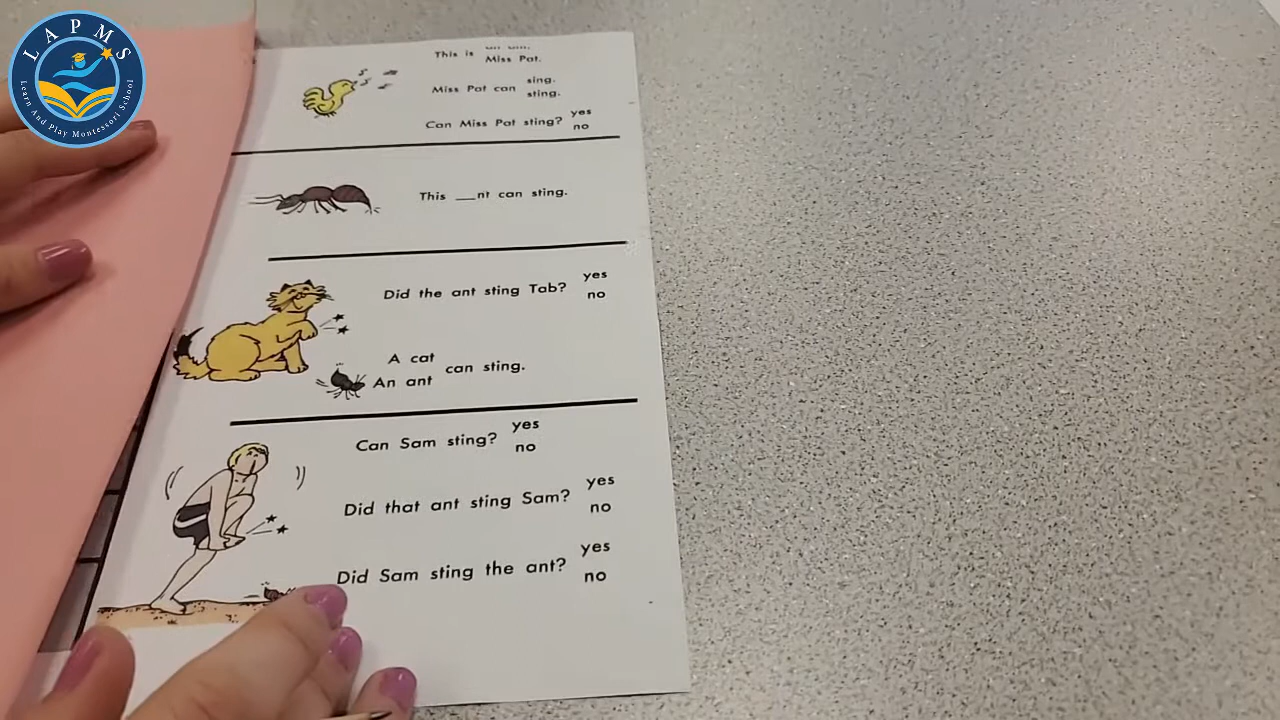 LAPMS
Learn And Play Montessori School
This is
Miss Pat.
Miss Pat can
sing.
sting.
Can Miss Pat sting?
yes
no
This __nt can sting.
Did the ant sting Tab?
yes
no
A cat
An ant
can sting.
Can Sam sting?
yes
no
Did that ant sting Sam?
yes
no
Did Sam sting the ant?
yes
no